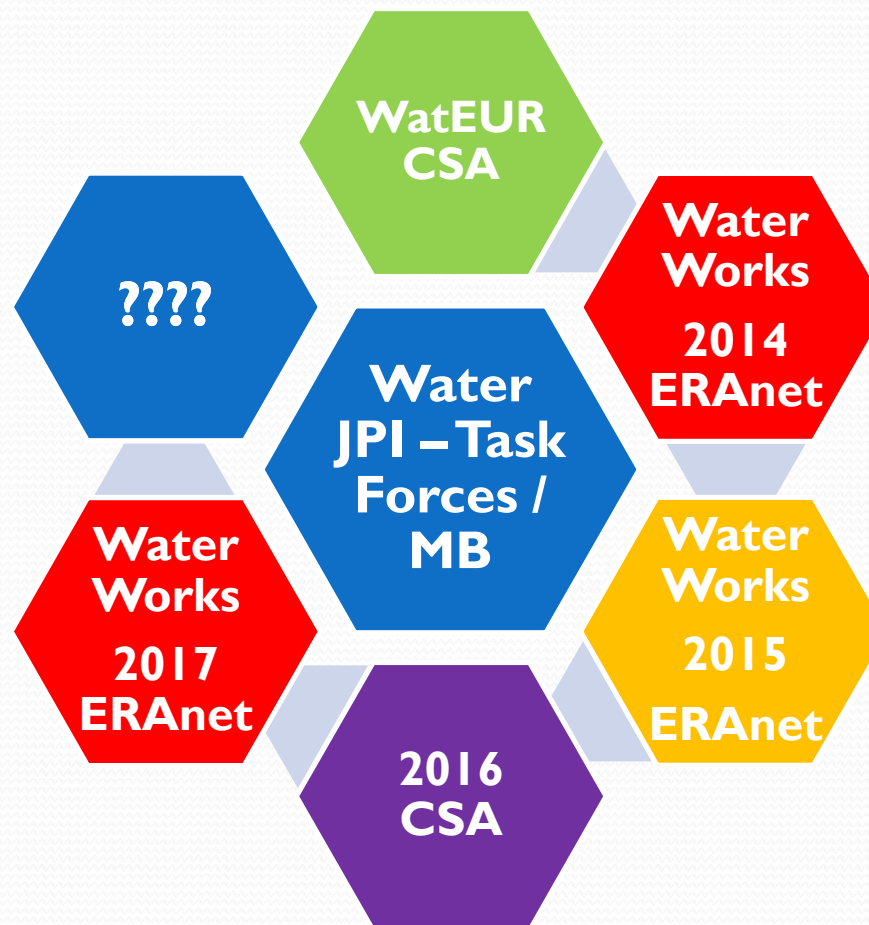 WatEUR
CSA
Water
Works
2014
ERAnet
????
Water
JPI – Task
Forces /
MB
Water
Works
2015
ERAnet
Water
Works
2017
ERAnet
2016
CSA